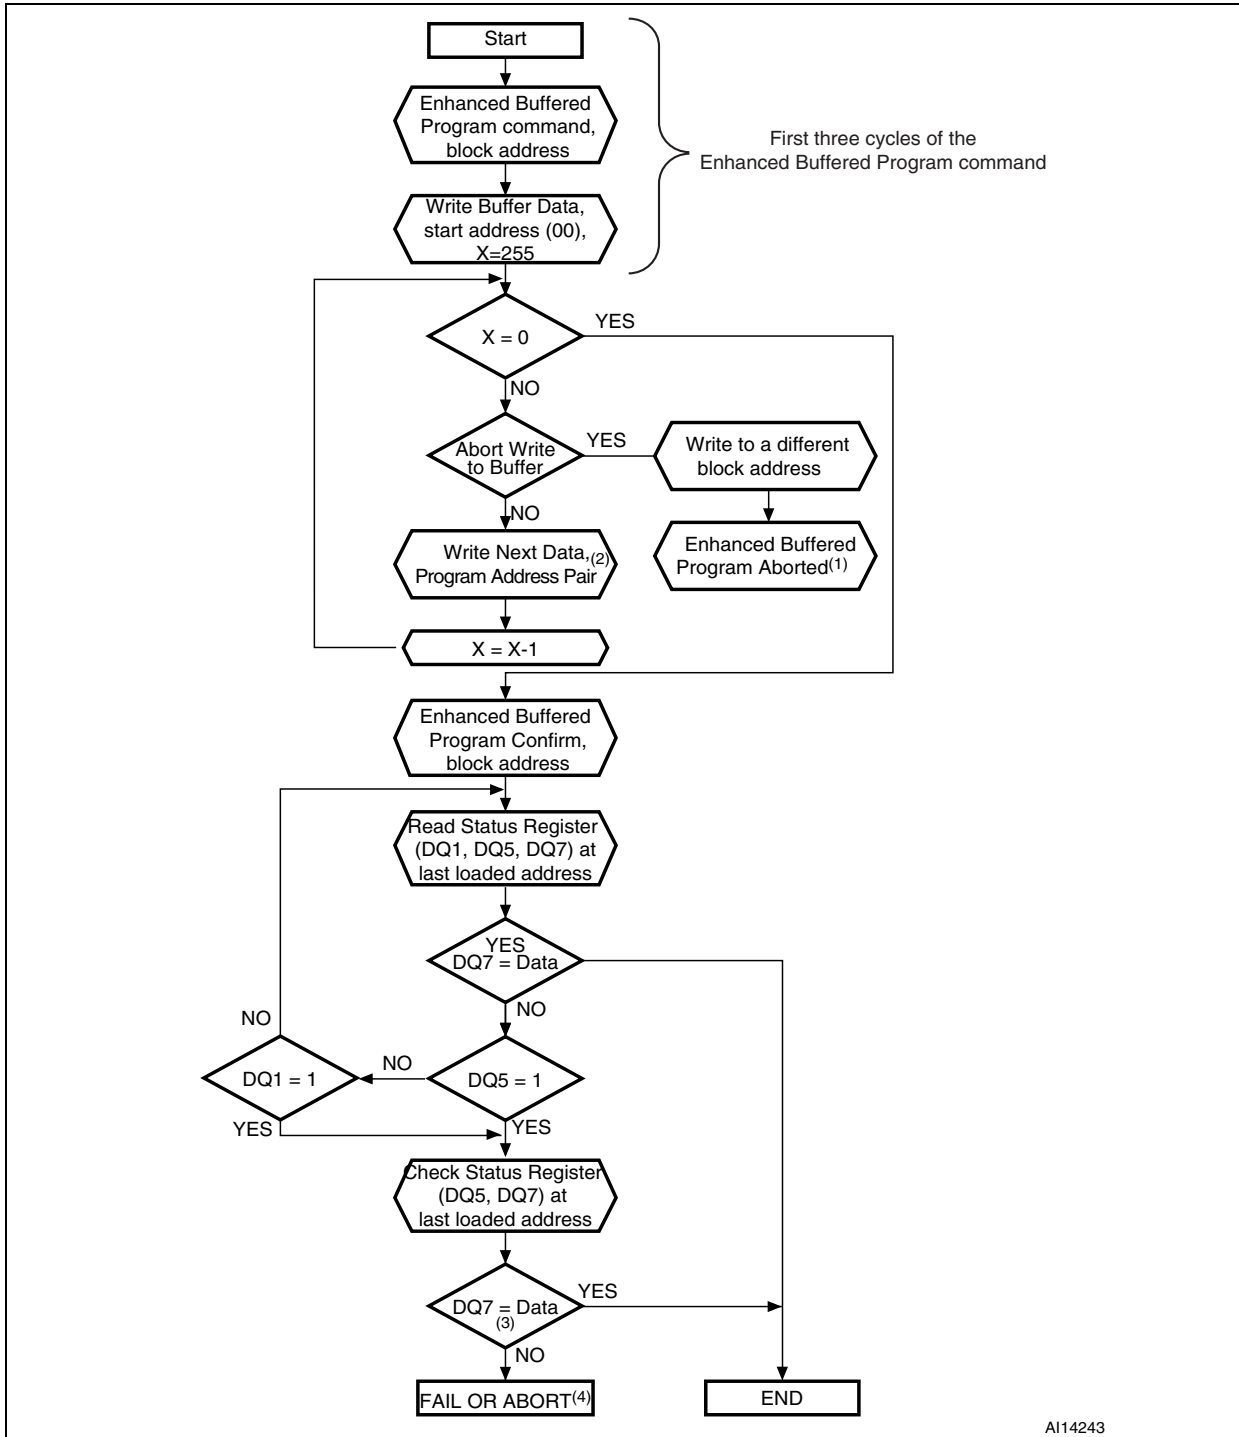 Start
Enhanced Buffered
Program command,
block address
First three cycles of the
Enhanced Buffered Program command
Write Buffer Data,
start address (00),
X=255
X = 0
YES
NO
Abort Write
to Buffer
YES
Write to a different
block address
NO
Write Next Data,(2)
Program Address Pair
Enhanced Buffered
Program Aborted(1)
X = X-1
Enhanced Buffered
Program Confirm,
block address
Read Status Register
(DQ1, DQ5, DQ7) at
last loaded address
YES
DQ7 = Data
NO
NO
DQ1 = 1
NO
DQ5 = 1
YES
YES
Check Status Register
(DQ5, DQ7) at
last loaded address
DQ7 = Data
(3)
YES
NO
FAIL OR ABORT(4)
END
AI14243